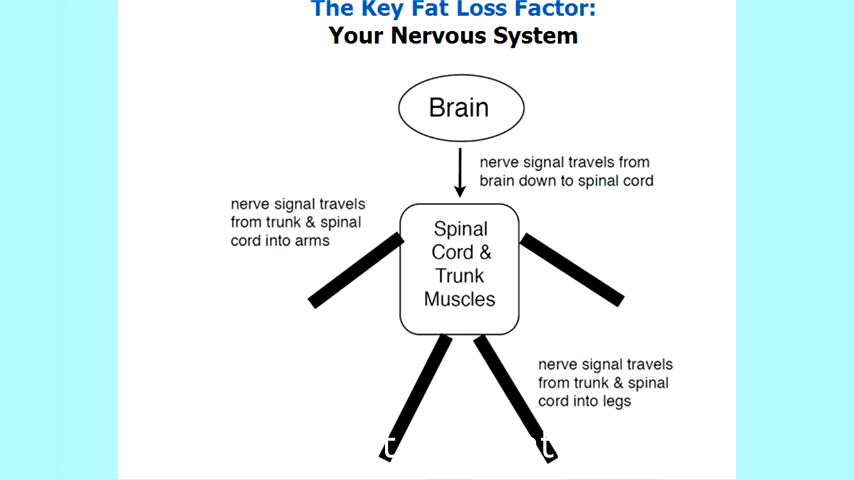 The Key Fat Loss Factor:
Your Nervous System
Brain
nerve signal travels from
brain down to spinal cord
nerve signal travels
from trunk & spinal
cord into arms
Spinal
Cord &
Trunk
Muscles
nerve signal travels
from trunk & spinal
cord into legs